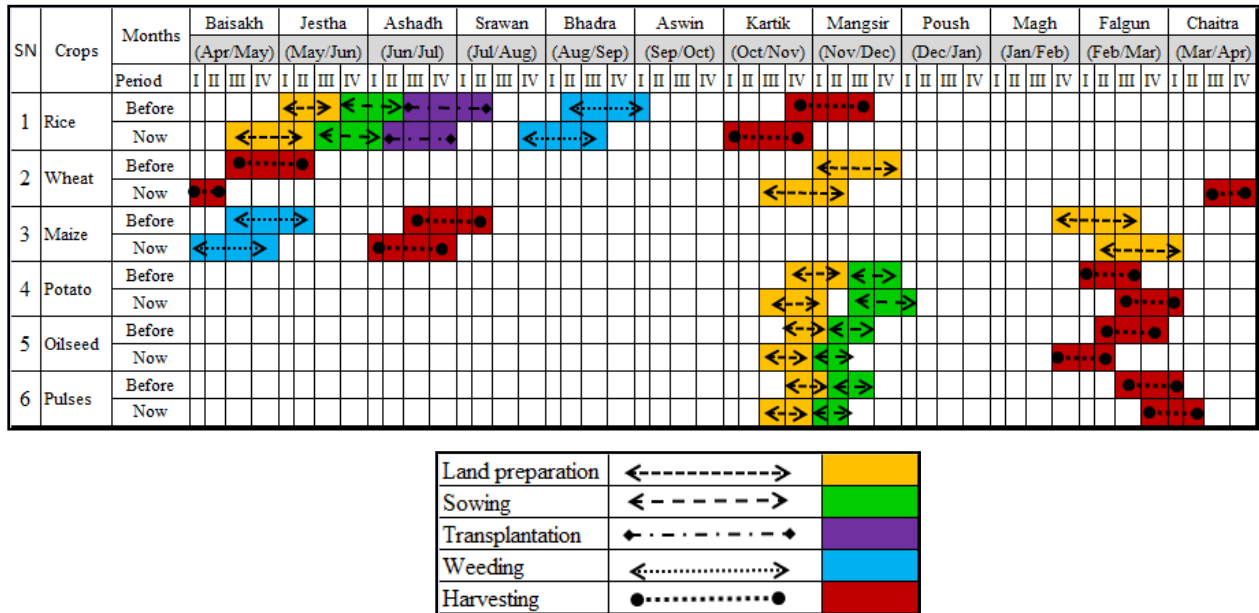 SN Crops Months Baisakh Jestha Ashadh Srawan Bhadra Aswin Kartik Mangsir Poush Magh Falgun Chaitra
(Apr/May) (May/Jun) (Jun/Jul) (Jul/Aug) (Aug/Sep) (Sep/Oct) (Oct/Nov) (Nov/Dec) (Dec/Jan) (Jan/Feb) (Feb/Mar) (Mar/Apr)
Period I II III IV I II III IV I II III IV I II III IV I II III IV I II III IV I II III IV I II III IV I II III IV I II III IV I II III IV I II III IV
1 Rice Before
Now
2 Wheat Before
Now
3 Maize Before
Now
4 Potato Before
Now
5 Oilseed Before
Now
6 Pulses Before
Now
Land preparation
Sowing
Transplantation
Weeding
Harvesting